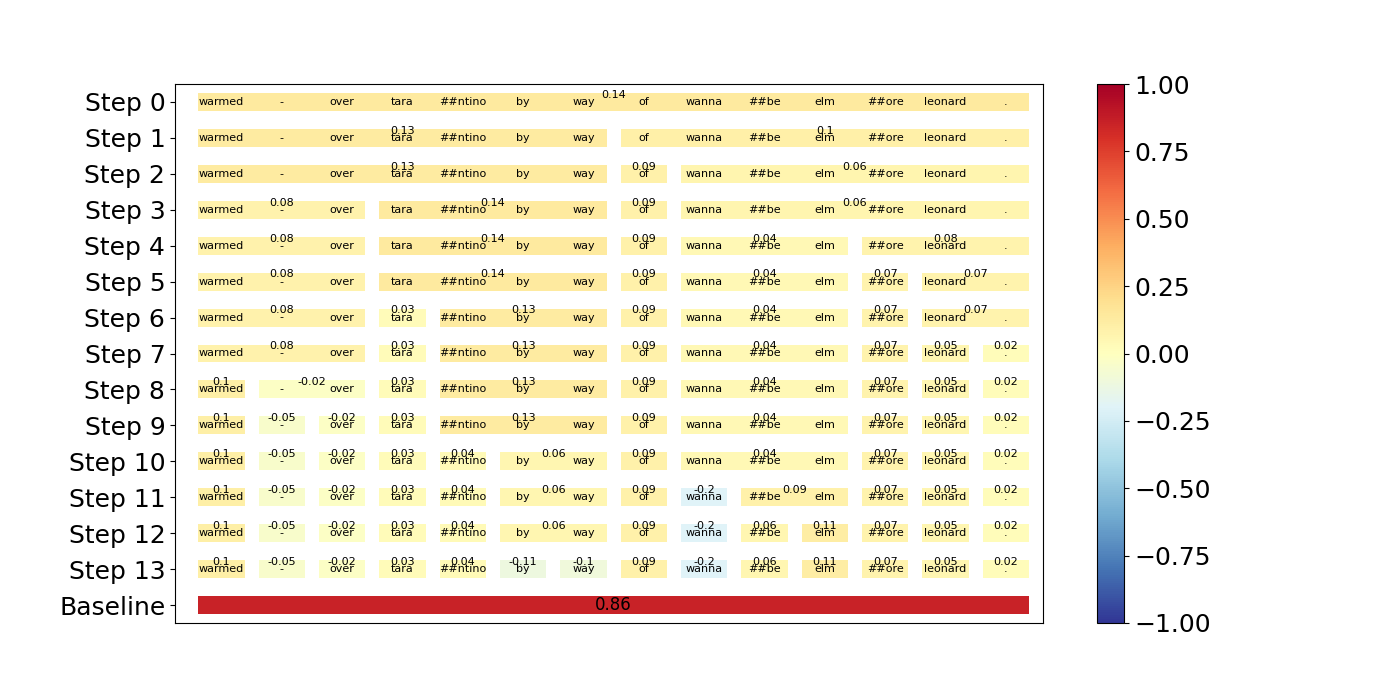 Step 0 warmed - over tara ##ntino by way of wanna ##be elm ##ore leonard . 0.14
Step 1 warmed - over tara ##ntino by way of wanna ##be elm ##ore leonard . 0.13 0.1
Step 2 warmed - over tara ##ntino by way of wanna ##be elm ##ore leonard . 0.13 0.09 0.06
Step 3 warmed - over tara ##ntino by way of wanna ##be elm ##ore leonard . 0.08 0.14 0.09 0.06
Step 4 warmed - over tara ##ntino by way of wanna ##be elm ##ore leonard . 0.08 0.14 0.09 0.04 0.08
Step 5 warmed - over tara ##ntino by way of wanna ##be elm ##ore leonard . 0.08 0.14 0.09 0.04 0.07 0.07
Step 6 warmed - over tara ##ntino by way of wanna ##be elm ##ore leonard . 0.08 0.03 0.13 0.09 0.04 0.07 0.07
Step 7 warmed - over tara ##ntino by way of wanna ##be elm ##ore leonard . 0.08 0.03 0.13 0.09 0.04 0.07 0.05 0.02
Step 8 warmed - over tara ##ntino by way of wanna ##be elm ##ore leonard . 0.1 -0.02 0.03 0.13 0.09 0.04 0.07 0.05 0.02
Step 9 warmed - over tara ##ntino by way of wanna ##be elm ##ore leonard . 0.1 -0.05 -0.02 0.03 0.13 0.09 0.04 0.07 0.05 0.02
Step 10 warmed - over tara ##ntino by way of wanna ##be elm ##ore leonard . 0.1 -0.05 -0.02 0.03 0.04 0.06 0.09 0.04 0.07 0.05 0.02
Step 11 warmed - over tara ##ntino by way of wanna ##be elm ##ore leonard . 0.1 -0.05 -0.02 0.03 0.04 0.06 0.09 -0.2 0.09 0.07 0.05 0.02
Step 12 warmed - over tara ##ntino by way of wanna ##be elm ##ore leonard . 0.1 -0.05 -0.02 0.03 0.04 0.06 0.09 -0.2 0.06 0.11 0.07 0.05 0.02
Step 13 warmed - over tara ##ntino by way of wanna ##be elm ##ore leonard . 0.1 -0.05 -0.02 0.03 0.04 -0.11 -0.1 0.09 -0.2 0.06 0.11 0.07 0.05 0.02
Baseline 0.86
1.00
0.75
0.50
0.25
0.00
−0.25
−0.50
−0.75
−1.00